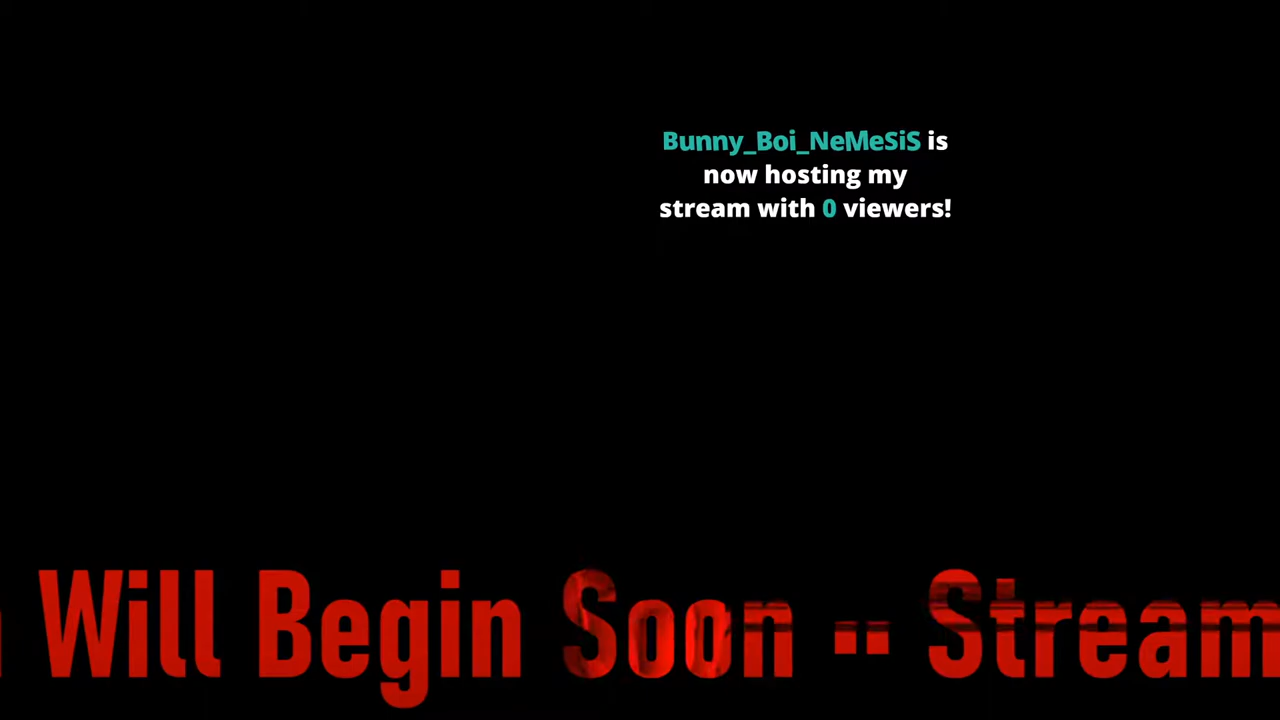 Bunny_Boi_NeMeSiS is
now hosting my
stream with 0 viewers!
Will Begin Soon -- Stream